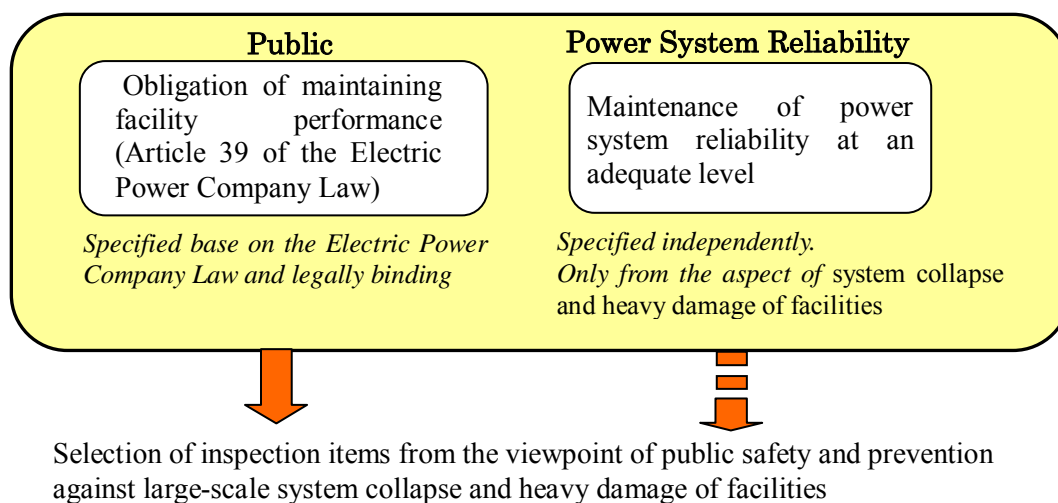 Public
Obligation of maintaining
facility performance
(Article 39 of the Electric
Power Company Law)
Specified base on the Electric Power
Company Law and legally binding
Power System Reliability
Maintenance of power
system reliability at an
adequate level
Specified independently.
Only from the aspect of system collapse
and heavy damage of facilities
Selection of inspection items from the viewpoint of public safety and prevention
against large-scale system collapse and heavy damage of facilities